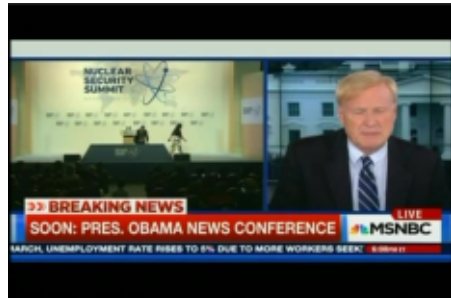 NUCLEAR
SECURITY
SUMMIT
BREAKING NEWS
LIVE
SOON: PRES. OBAMA NEWS CONFERENCE
MSNBC
MARCH, UNEMPLOYMENT RATE RISES TO 5% DUE TO MORE WORKERS SEEK